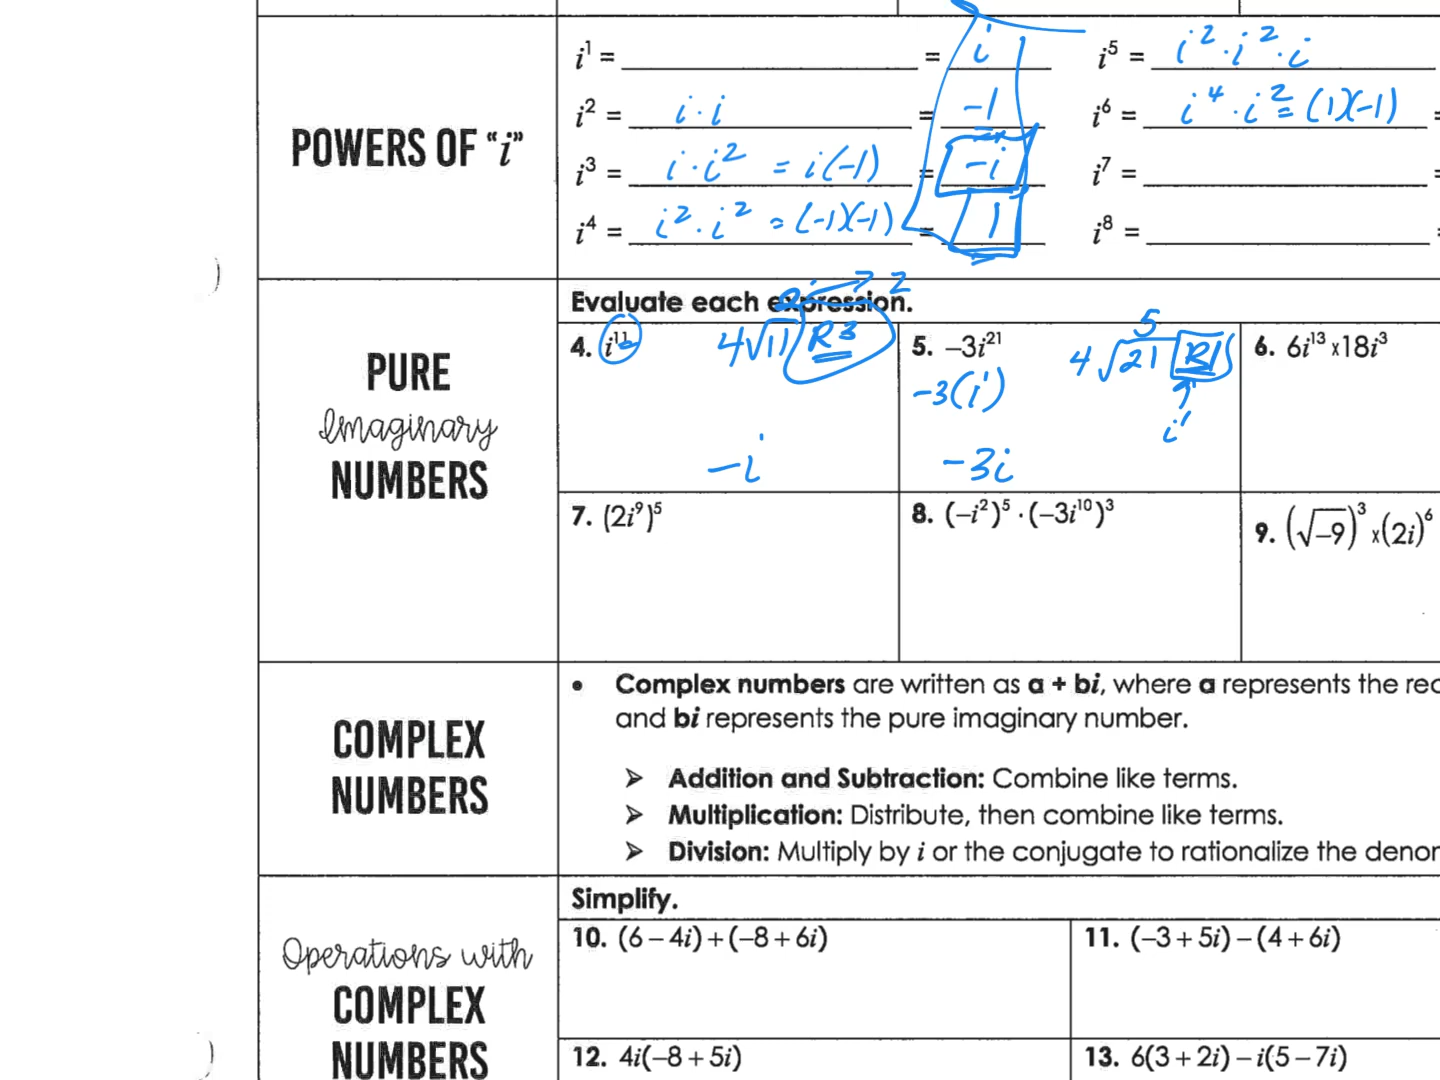 POWERS OF "i"
i¹ = ________ = i
i² = i · i = -1
i³ = i · i² = i(-1) = -i
i⁴ = i² · i² = (-1)(-1) = 1
i⁵ = i² · i² · i
i⁶ = i⁴ · i² = (1)(-1) =
i⁷ = ________ =
i⁸ = ________
PURE
Imaginary
NUMBERS
Evaluate each expression.
4. i¹¹
4√11 R3
2
-i
5. −3i²¹
5
4√21 R1
-3(i¹)
i¹
-3i
6. 6i¹³ x 18i³
7. (2i⁹)⁵
8. (−i²)⁵ · (−3i¹⁰)³
9. (√−9)³ x (2i)⁶
COMPLEX
NUMBERS
• Complex numbers are written as a + bi, where a represents the
and bi represents the pure imaginary number.
➢ Addition and Subtraction: Combine like terms.
➢ Multiplication: Distribute, then combine like terms.
➢ Division: Multiply by i or the conjugate to rationalize the denom
Operations with
COMPLEX
NUMBERS
Simplify.
10. (6 − 4i) + (−8 + 6i)
11. (−3 + 5i) − (4 + 6i)
12. 4i(−8 + 5i)
13. 6(3 + 2i) − i(5 − 7i)